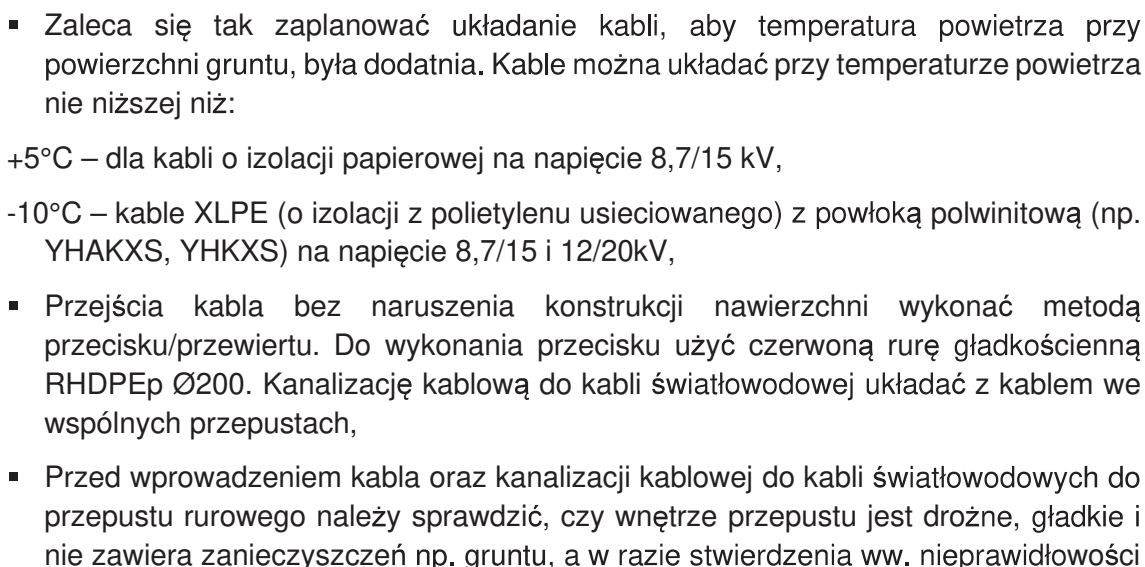 ▪ Zaleca się tak zaplanować układanie kabli, aby temperatura powietrza przy
powierzchni gruntu, była dodatnia. Kable można układać przy temperaturze powietrza
nie niższej niż:
+5°C – dla kabli o izolacji papierowej na napięcie 8,7/15 kV,
-10°C – kable XLPE (o izolacji z polietylenu usieciowanego) z powłoką polwinitową (np.
YHAKXS, YHKXS) na napięcie 8,7/15 i 12/20kV,
▪ Przejścia kabla bez naruszenia konstrukcji nawierzchni wykonać metodą
przecisku/przewiertu. Do wykonania przecisku użyć czerwoną rurę gładkościenną
RHDPEp Ø200. Kanalizację kablową do kabli światłowodowej układać z kablem we
wspólnych przepustach,
▪ Przed wprowadzeniem kabla oraz kanalizacji kablowej do kabli światłowodowych do
przepustu rurowego należy sprawdzić, czy wnętrze przepustu jest drożne, gładkie i
nie zawiera zanieczyszczeń np. gruntu, a w razie stwierdzenia ww. nieprawidłowości